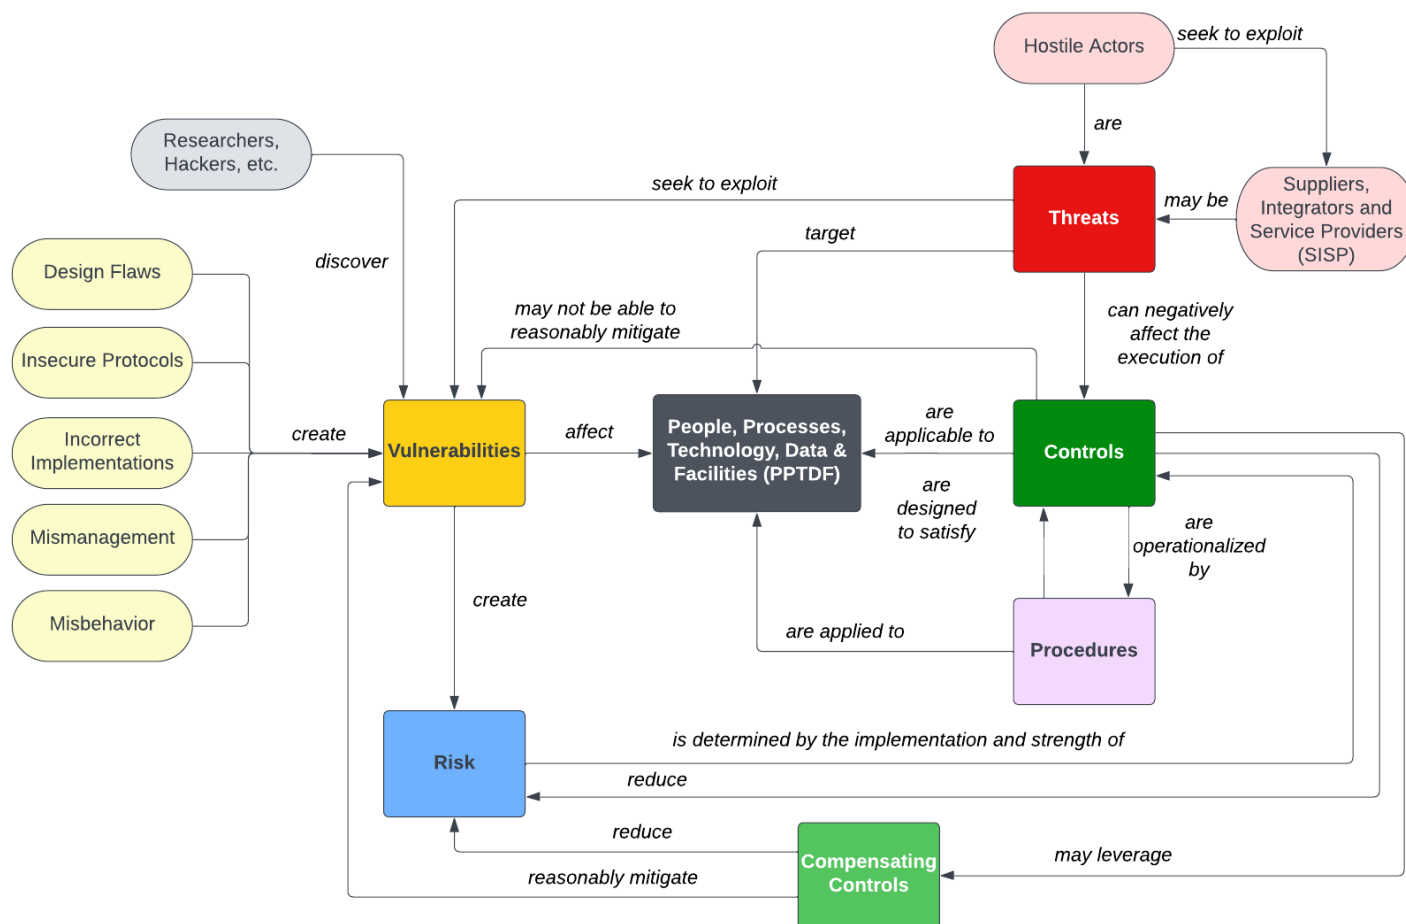 Hostile Actors
seek to exploit
are
Researchers,
Hackers, etc.
seek to exploit
Threats
may be
Suppliers,
Integrators and
Service Providers
(SISP)
target
discover
Design Flaws
may not be able to
reasonably mitigate
can negatively
affect the
execution of
Insecure Protocols
Incorrect
Implementations
create
Vulnerabilities
affect
People, Processes,
Technology, Data &
Facilities (PPTDF)
are
applicable to
Controls
are
designed
to satisfy
are
operationalized
by
Mismanagement
Misbehavior
create
are applied to
Procedures
Risk
is determined by the implementation and strength of
reduce
reduce
Compensating
Controls
may leverage
reasonably mitigate